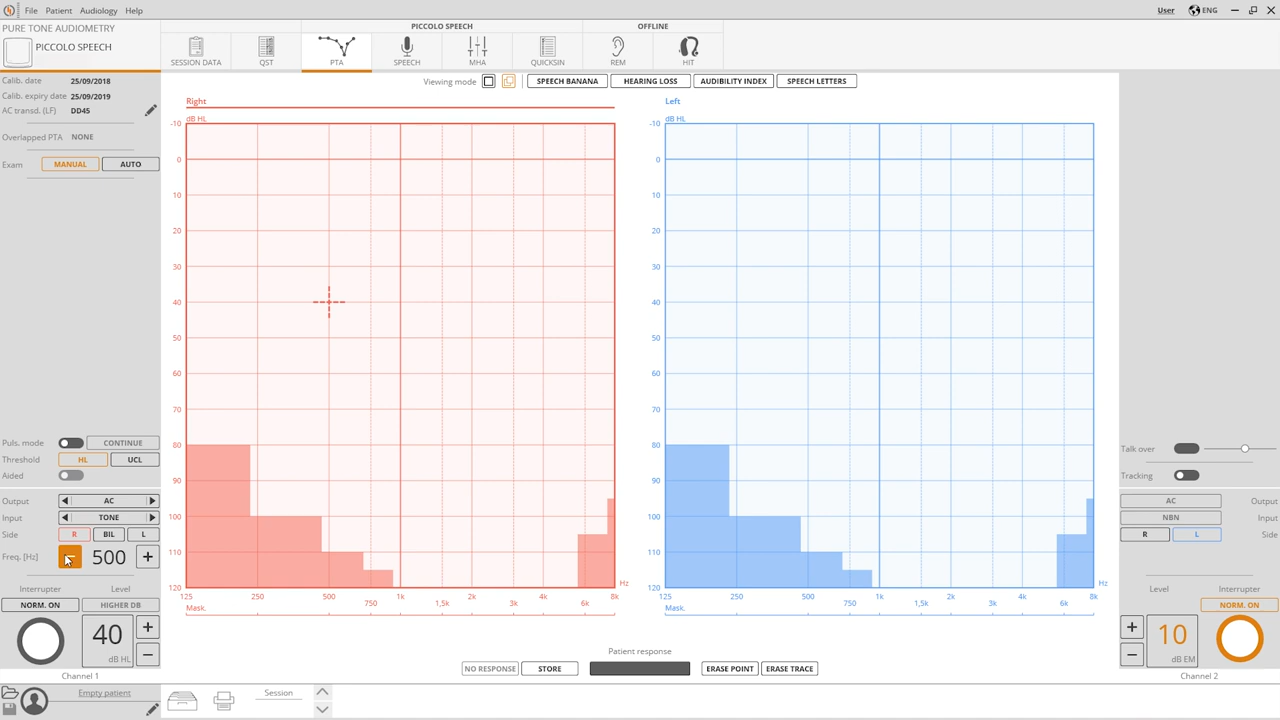 File Patient Audiology Help
User ENG
PURE TONE AUDIOMETRY
PICCOLO SPEECH
PICCOLO SPEECH
OFFLINE
SESSION DATA QST PTA SPEECH MHA QUICKSIN REM HIT
Viewing mode SPEECH BANANA HEARING LOSS AUDIBILITY INDEX SPEECH LETTERS
Calib. date 25/09/2018
Calib. expiry date 25/09/2019
AC transd. (LF) DD45
Overlapped PTA NONE
Exam MANUAL AUTO
Puls. mode CONTINUE
Threshold HL UCL
Aided
Output AC
Input TONE
Side R BIL L
Freq. [Hz] − 500 +
Interrupter Level
NORM. ON HIGHER DB
40 + −
dB HL
Channel 1
Right
dB HL
-10
0
10
20
30
40
50
60
70
80
90
100
110
120
Hz
125 250 500 750 1k 1,5k 2k 3k 4k 6k 8k
Mask.
Left
dB HL
-10
0
10
20
30
40
50
60
70
80
90
100
110
120
Hz
125 250 500 750 1k 1,5k 2k 3k 4k 6k 8k
Mask.
Patient response
NO RESPONSE STORE ERASE POINT ERASE TRACE
Talk over
Tracking
AC Output
NBN Input
R L Side
Level Interrupter
NORM. ON
+ − 10
dB EM
Channel 2
Empty patient
Session